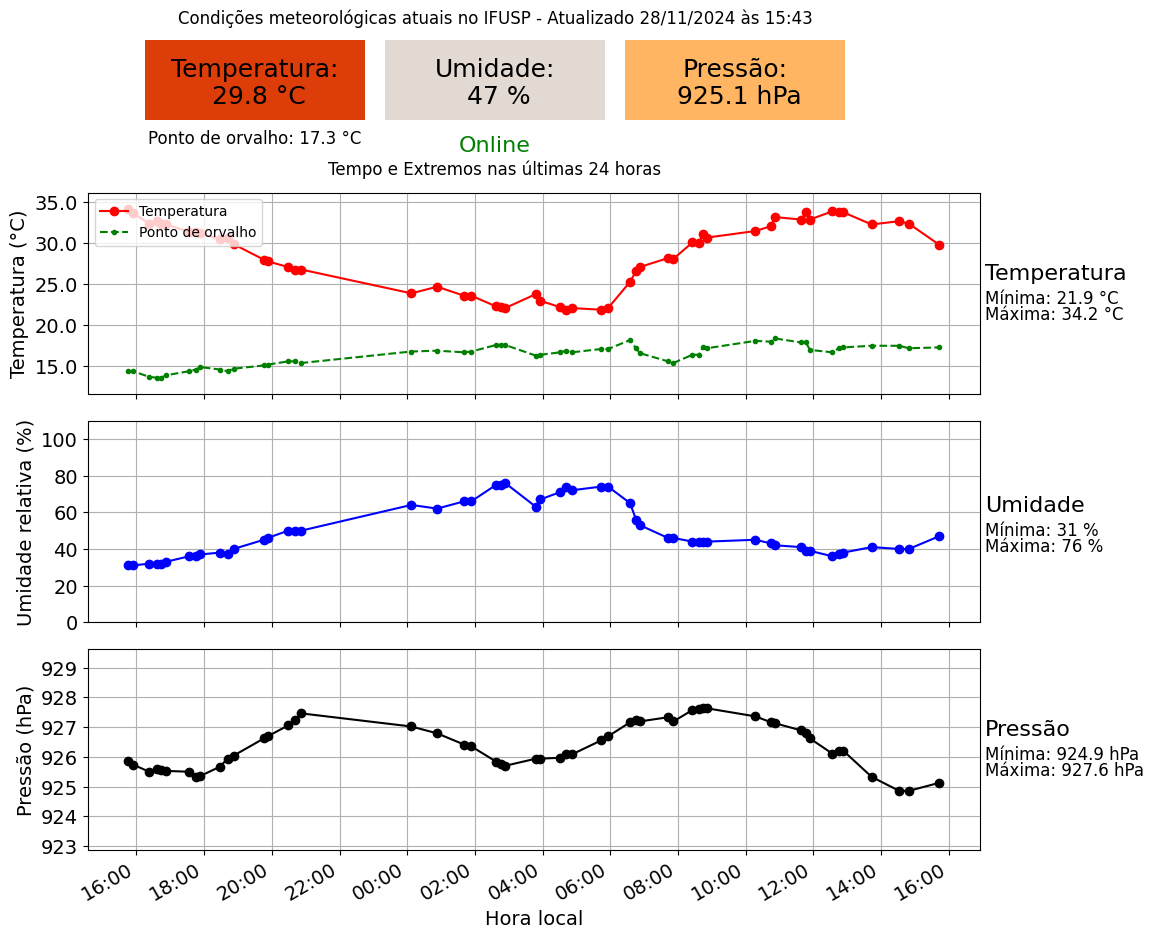 Condições meteorológicas atuais no IFUSP - Atualizado 28/11/2024 às 15:43
Temperatura:
29.8 °C
Umidade:
47 %
Pressão:
925.1 hPa
Ponto de orvalho: 17.3 °C
Online
Tempo e Extremos nas últimas 24 horas
Temperatura (°C)
35.0
30.0
25.0
20.0
15.0
Temperatura
Ponto de orvalho
Temperatura
Mínima: 21.9 °C
Máxima: 34.2 °C
Umidade relativa (%)
100
80
60
40
20
0
Umidade
Mínima: 31 %
Máxima: 76 %
Pressão (hPa)
929
928
927
926
925
924
923
Pressão
Mínima: 924.9 hPa
Máxima: 927.6 hPa
16:00 18:00 20:00 22:00 00:00 02:00 04:00 06:00 08:00 10:00 12:00 14:00 16:00
Hora local